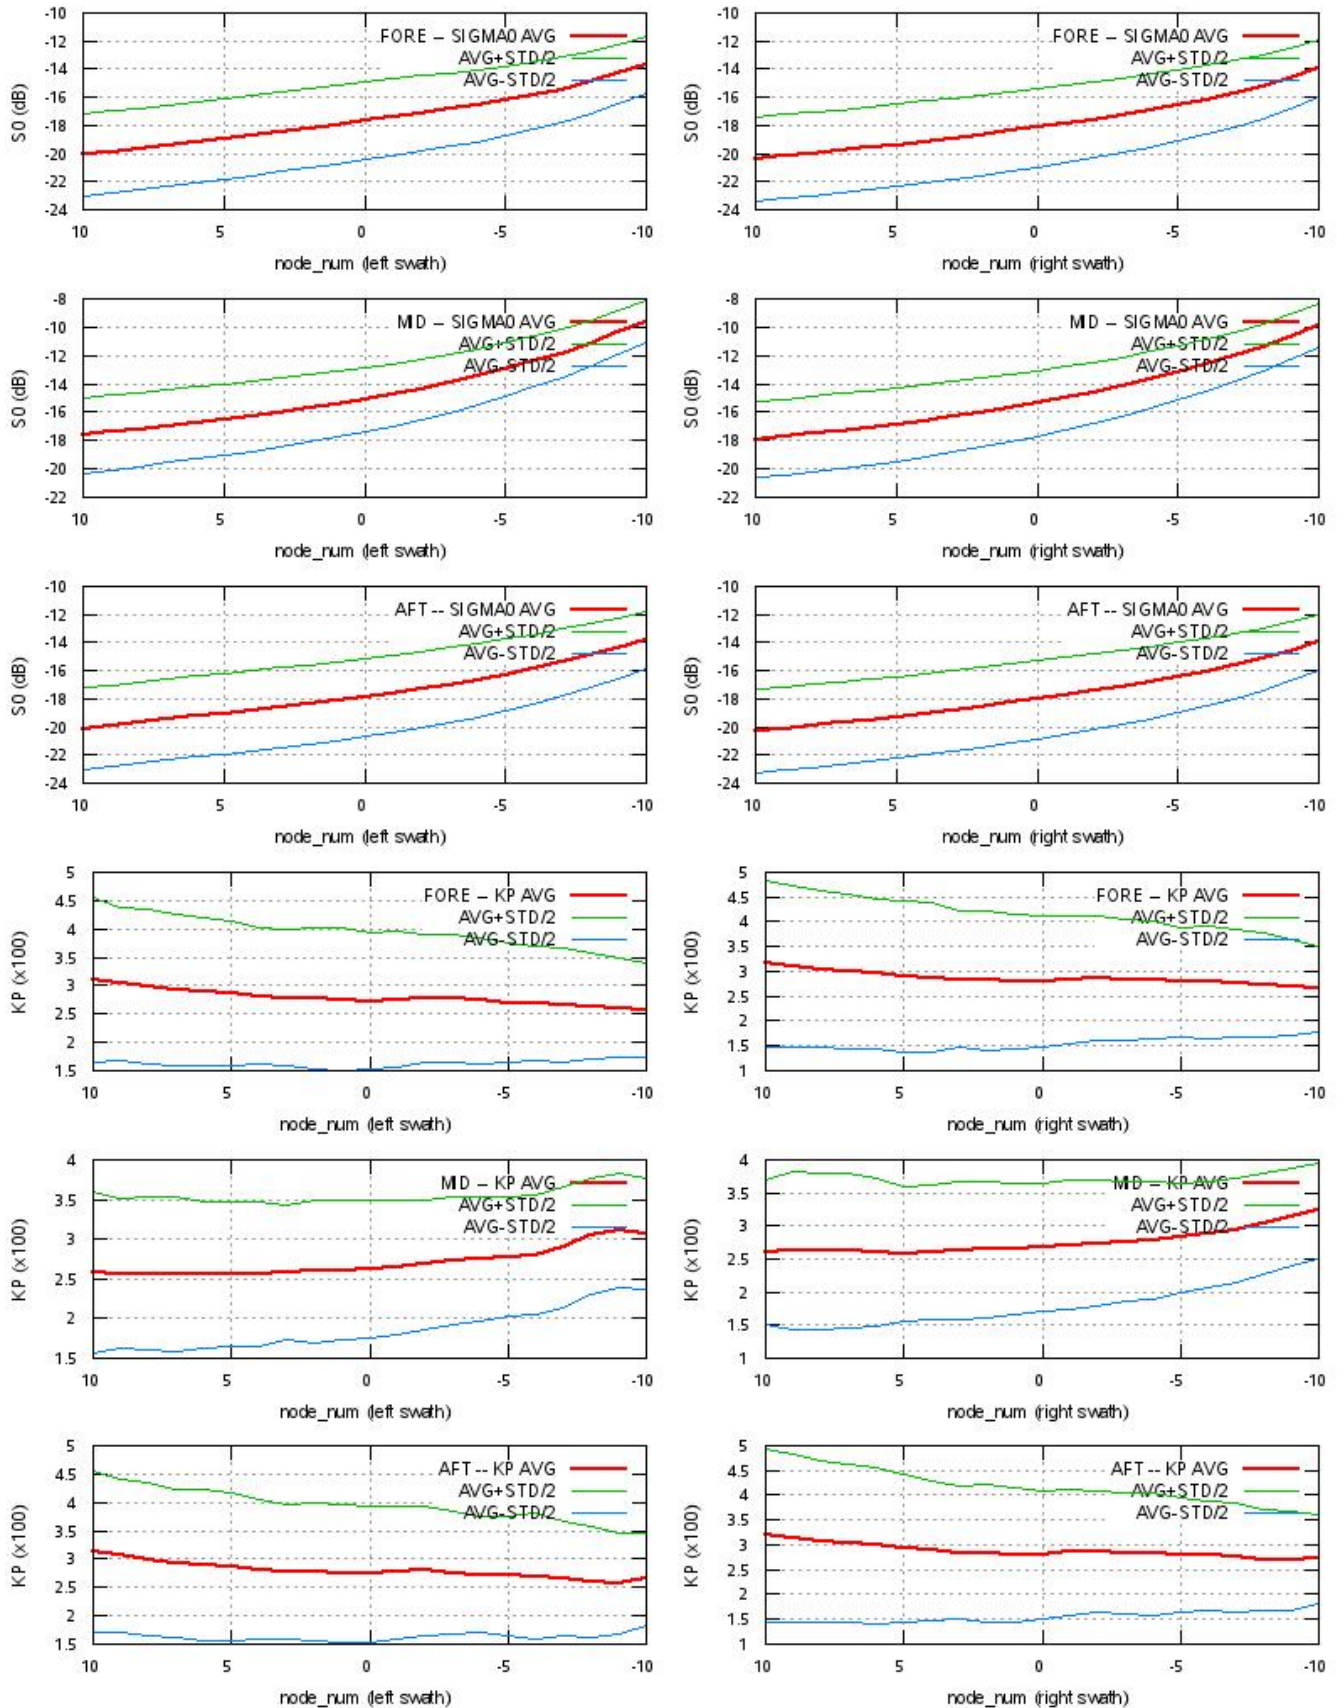 -10
-12
-14
-16
-18
-20
-22
-24
S0 (dB)
FORE -- SIGMA0 AVG
AVG+STD/2
AVG-STD/2
10 5 0 -5 -10
node_num (left swath)
-10
-12
-14
-16
-18
-20
-22
-24
S0 (dB)
FORE -- SIGMA0 AVG
AVG+STD/2
AVG-STD/2
10 5 0 -5 -10
node_num (right swath)
-8
-10
-12
-14
-16
-18
-20
-22
S0 (dB)
MID -- SIGMA0 AVG
AVG+STD/2
AVG-STD/2
10 5 0 -5 -10
node_num (left swath)
-8
-10
-12
-14
-16
-18
-20
-22
S0 (dB)
MID -- SIGMA0 AVG
AVG+STD/2
AVG-STD/2
10 5 0 -5 -10
node_num (right swath)
-10
-12
-14
-16
-18
-20
-22
-24
S0 (dB)
AFT -- SIGMA0 AVG
AVG+STD/2
AVG-STD/2
10 5 0 -5 -10
node_num (left swath)
-10
-12
-14
-16
-18
-20
-22
-24
S0 (dB)
AFT -- SIGMA0 AVG
AVG+STD/2
AVG-STD/2
10 5 0 -5 -10
node_num (right swath)
5
4.5
4
3.5
3
2.5
2
1.5
KP (x100)
FORE -- KP AVG
AVG+STD/2
AVG-STD/2
10 5 0 -5 -10
node_num (left swath)
5
4.5
4
3.5
3
2.5
2
1.5
1
KP (x100)
FORE -- KP AVG
AVG+STD/2
AVG-STD/2
10 5 0 -5 -10
node_num (right swath)
4
3.5
3
2.5
2
1.5
KP (x100)
MID -- KP AVG
AVG+STD/2
AVG-STD/2
10 5 0 -5 -10
node_num (left swath)
4
3.5
3
2.5
2
1.5
1
KP (x100)
MID -- KP AVG
AVG+STD/2
AVG-STD/2
10 5 0 -5 -10
node_num (right swath)
5
4.5
4
3.5
3
2.5
2
1.5
KP (x100)
AFT -- KP AVG
AVG+STD/2
AVG-STD/2
10 5 0 -5 -10
node_num (left swath)
5
4.5
4
3.5
3
2.5
2
1.5
1
KP (x100)
AFT -- KP AVG
AVG+STD/2
AVG-STD/2
10 5 0 -5 -10
node_num (right swath)